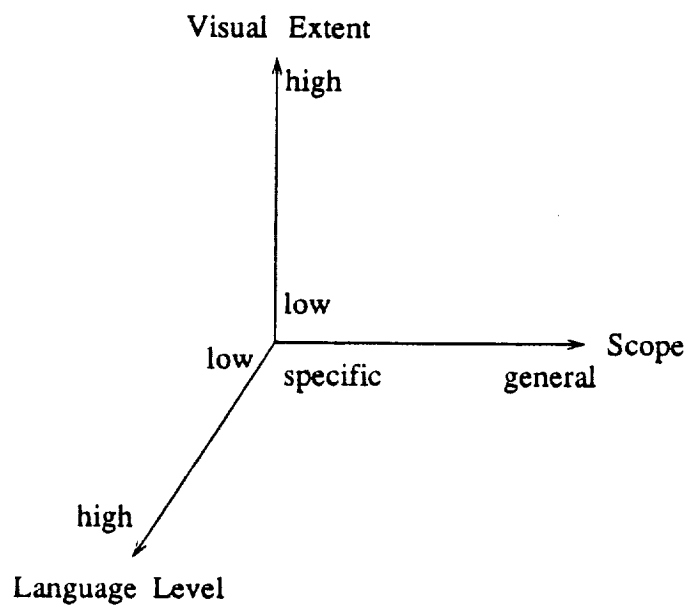 Visual Extent
high
low
low
Scope
specific
general
high
Language Level